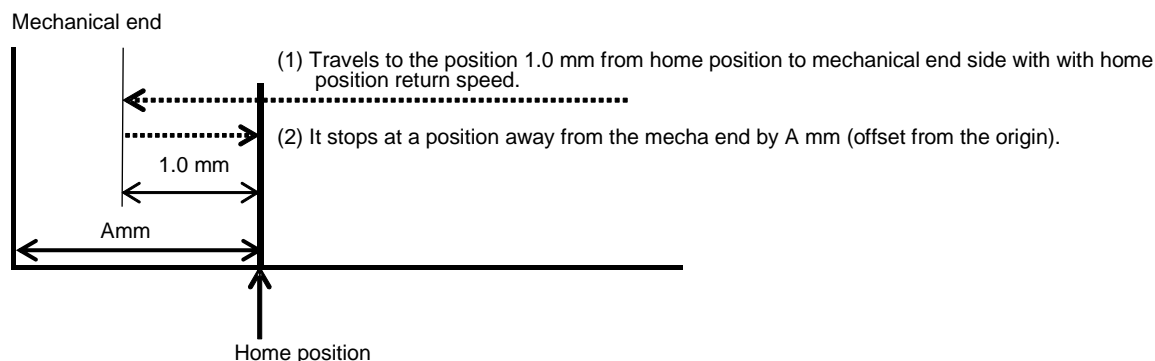 Mechanical end
(1) Travels to the position 1.0 mm from home position to mechanical end side with with home
position return speed.
(2) It stops at a position away from the mecha end by A mm (offset from the origin).
1.0 mm
Amm
Home position